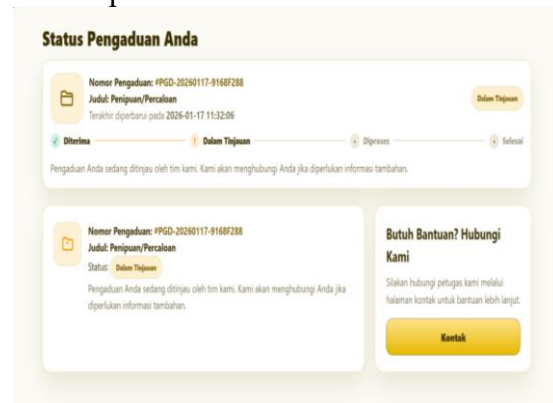 Status Pengaduan Anda
Nomor Pengaduan: #PGD-20260117-9168F288
Judul: Penipuan/Percaloan
Terakhir diperbarui pada 2026-01-17 11:32:06
Dalam Tinjauan
Diterima
Dalam Tinjauan
Diproses
Selesai
Pengaduan Anda sedang ditinjau oleh tim kami. Kami akan menghubungi Anda jika diperlukan informasi tambahan.
Nomor Pengaduan: #PGD-20260117-9168F288
Judul: Penipuan/Percaloan
Status: Dalam Tinjauan
Pengaduan Anda sedang ditinjau oleh tim kami. Kami akan menghubungi Anda jika
diperlukan informasi tambahan.
Butuh Bantuan? Hubungi
Kami
Silakan hubungi petugas kami melalui
halaman kontak untuk bantuan lebih lanjut.
Kontak